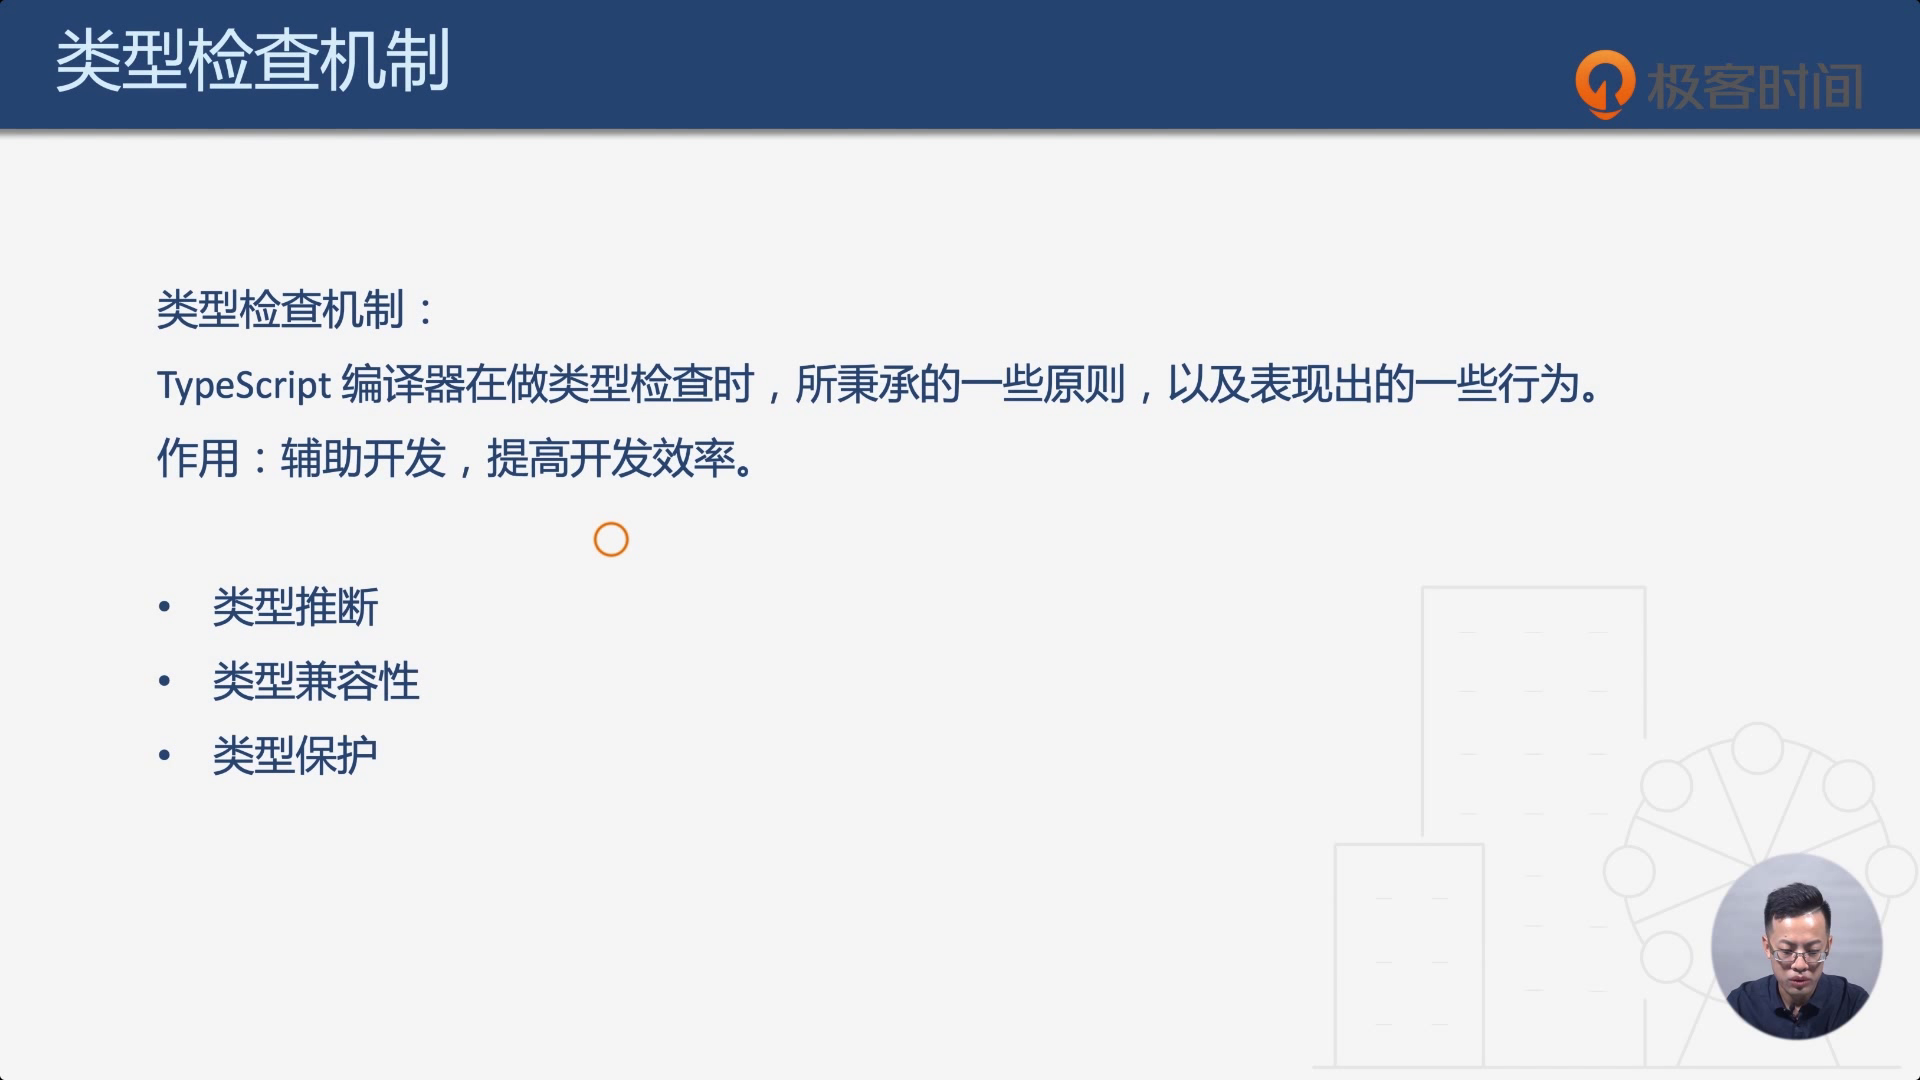 类型检查机制
极客时间
类型检查机制：
TypeScript 编译器在做类型检查时，所秉承的一些原则，以及表现出的一些行为。
作用：辅助开发，提高开发效率。
• 类型推断
• 类型兼容性
• 类型保护